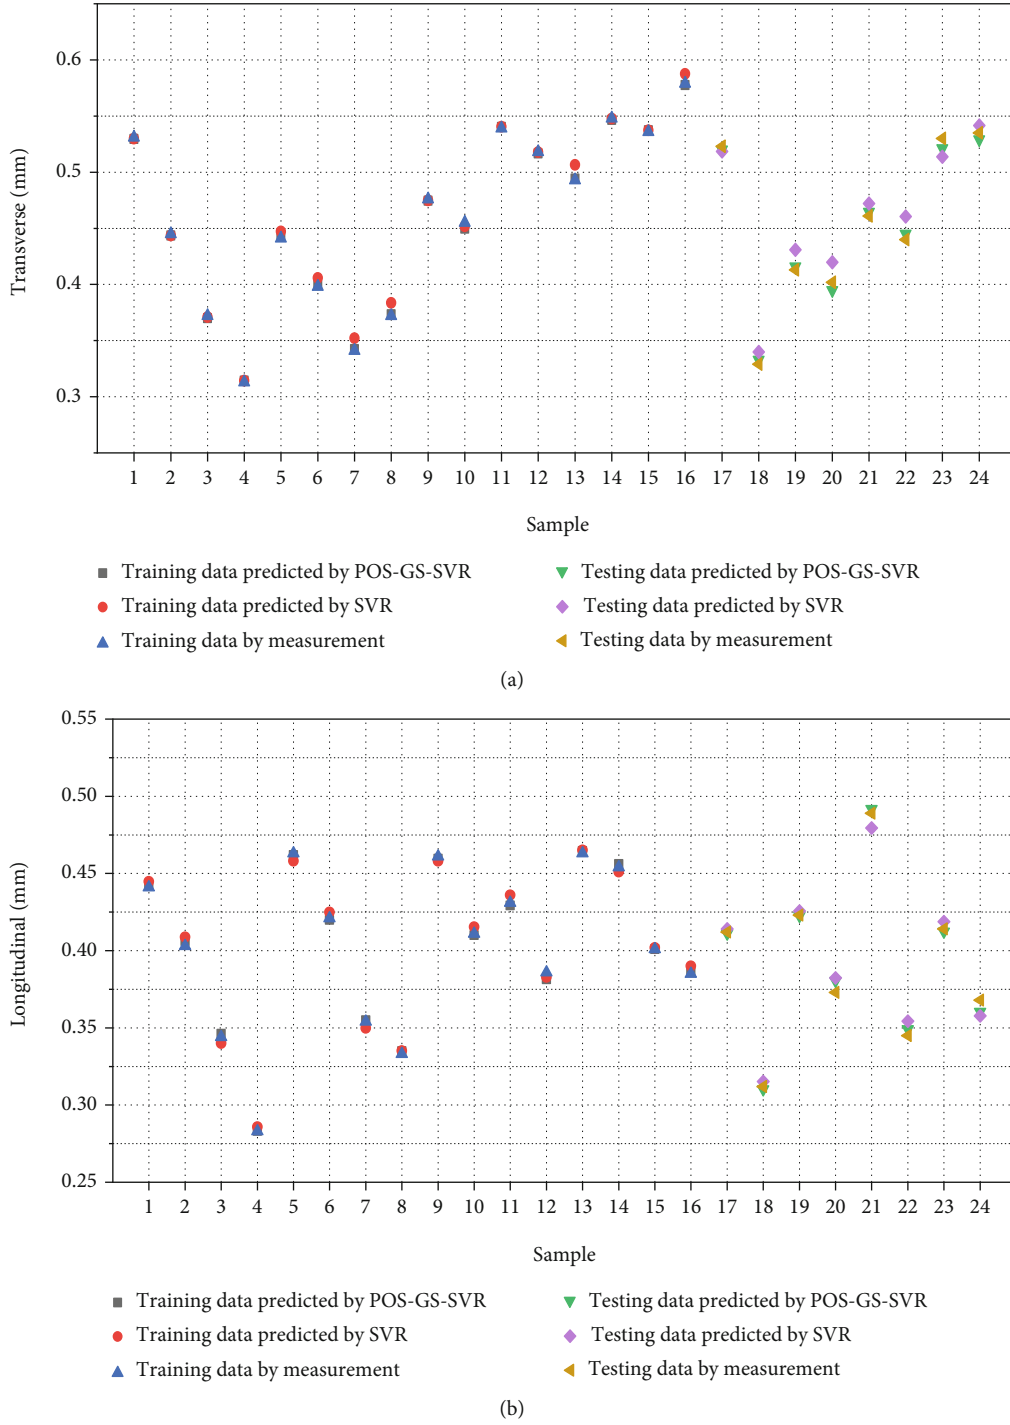 0.6
0.5
0.4
0.3
Transverse (mm)
1 2 3 4 5 6 7 8 9 10 11 12 13 14 15 16 17 18 19 20 21 22 23 24
Sample
Training data predicted by POS-GS-SVR
Testing data predicted by POS-GS-SVR
Training data predicted by SVR
Testing data predicted by SVR
Training data by measurement
Testing data by measurement
(a)
0.55
0.50
0.45
0.40
0.35
0.30
0.25
Longitudinal (mm)
1 2 3 4 5 6 7 8 9 10 11 12 13 14 15 16 17 18 19 20 21 22 23 24
Sample
Training data predicted by POS-GS-SVR
Testing data predicted by POS-GS-SVR
Training data predicted by SVR
Testing data predicted by SVR
Training data by measurement
Testing data by measurement
(b)